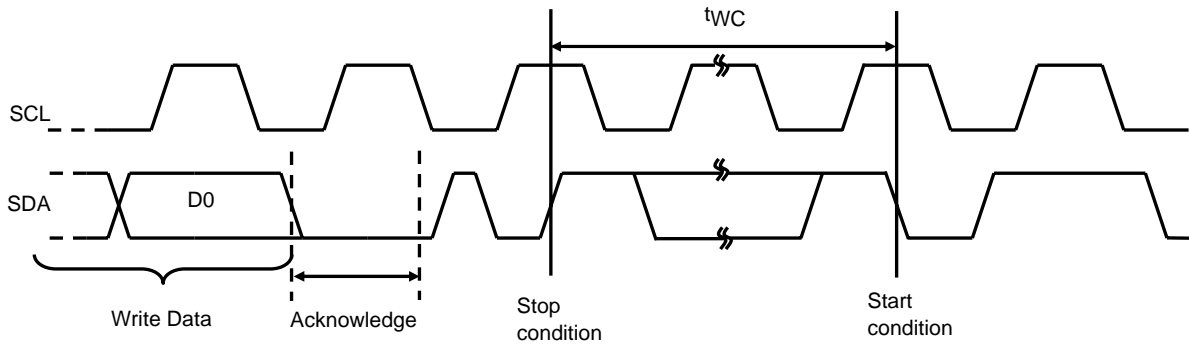 tWC
SCL
SDA
D0
Write Data
Acknowledge
Stop
condition
Start
condition